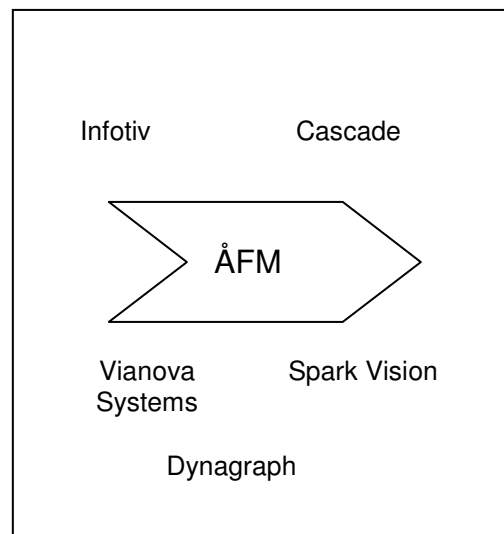 Infotiv
Cascade
ÅFM
Vianova
Systems
Spark Vision
Dynagraph